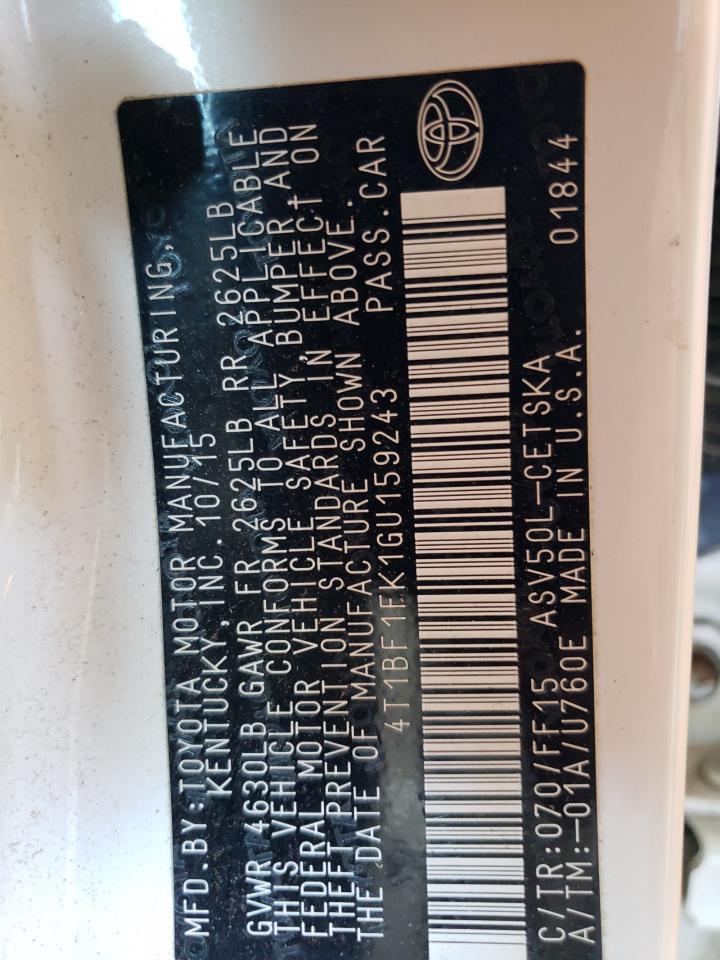 MFD.BY:TOYOTA MOTOR MANUFACTURING,
KENTUCKY, INC. 10/15
GVWR 4630LB GAWR FR 2625LB RR 2625LB
THIS VEHICLE CONFORMS TO ALL APPLICABLE
FEDERAL MOTOR VEHICLE SAFETY, BUMPER, AND
THEFT PREVENTION STANDARDS IN EFFECT ON
THE DATE OF MANUFACTURE SHOWN ABOVE.
4T1BF1FK1GU159243 PASS.CAR
C/TR:070/FF15 ASV50L-CETSKA
A/TM:-01A/U760E MADE IN U.S.A. 01844